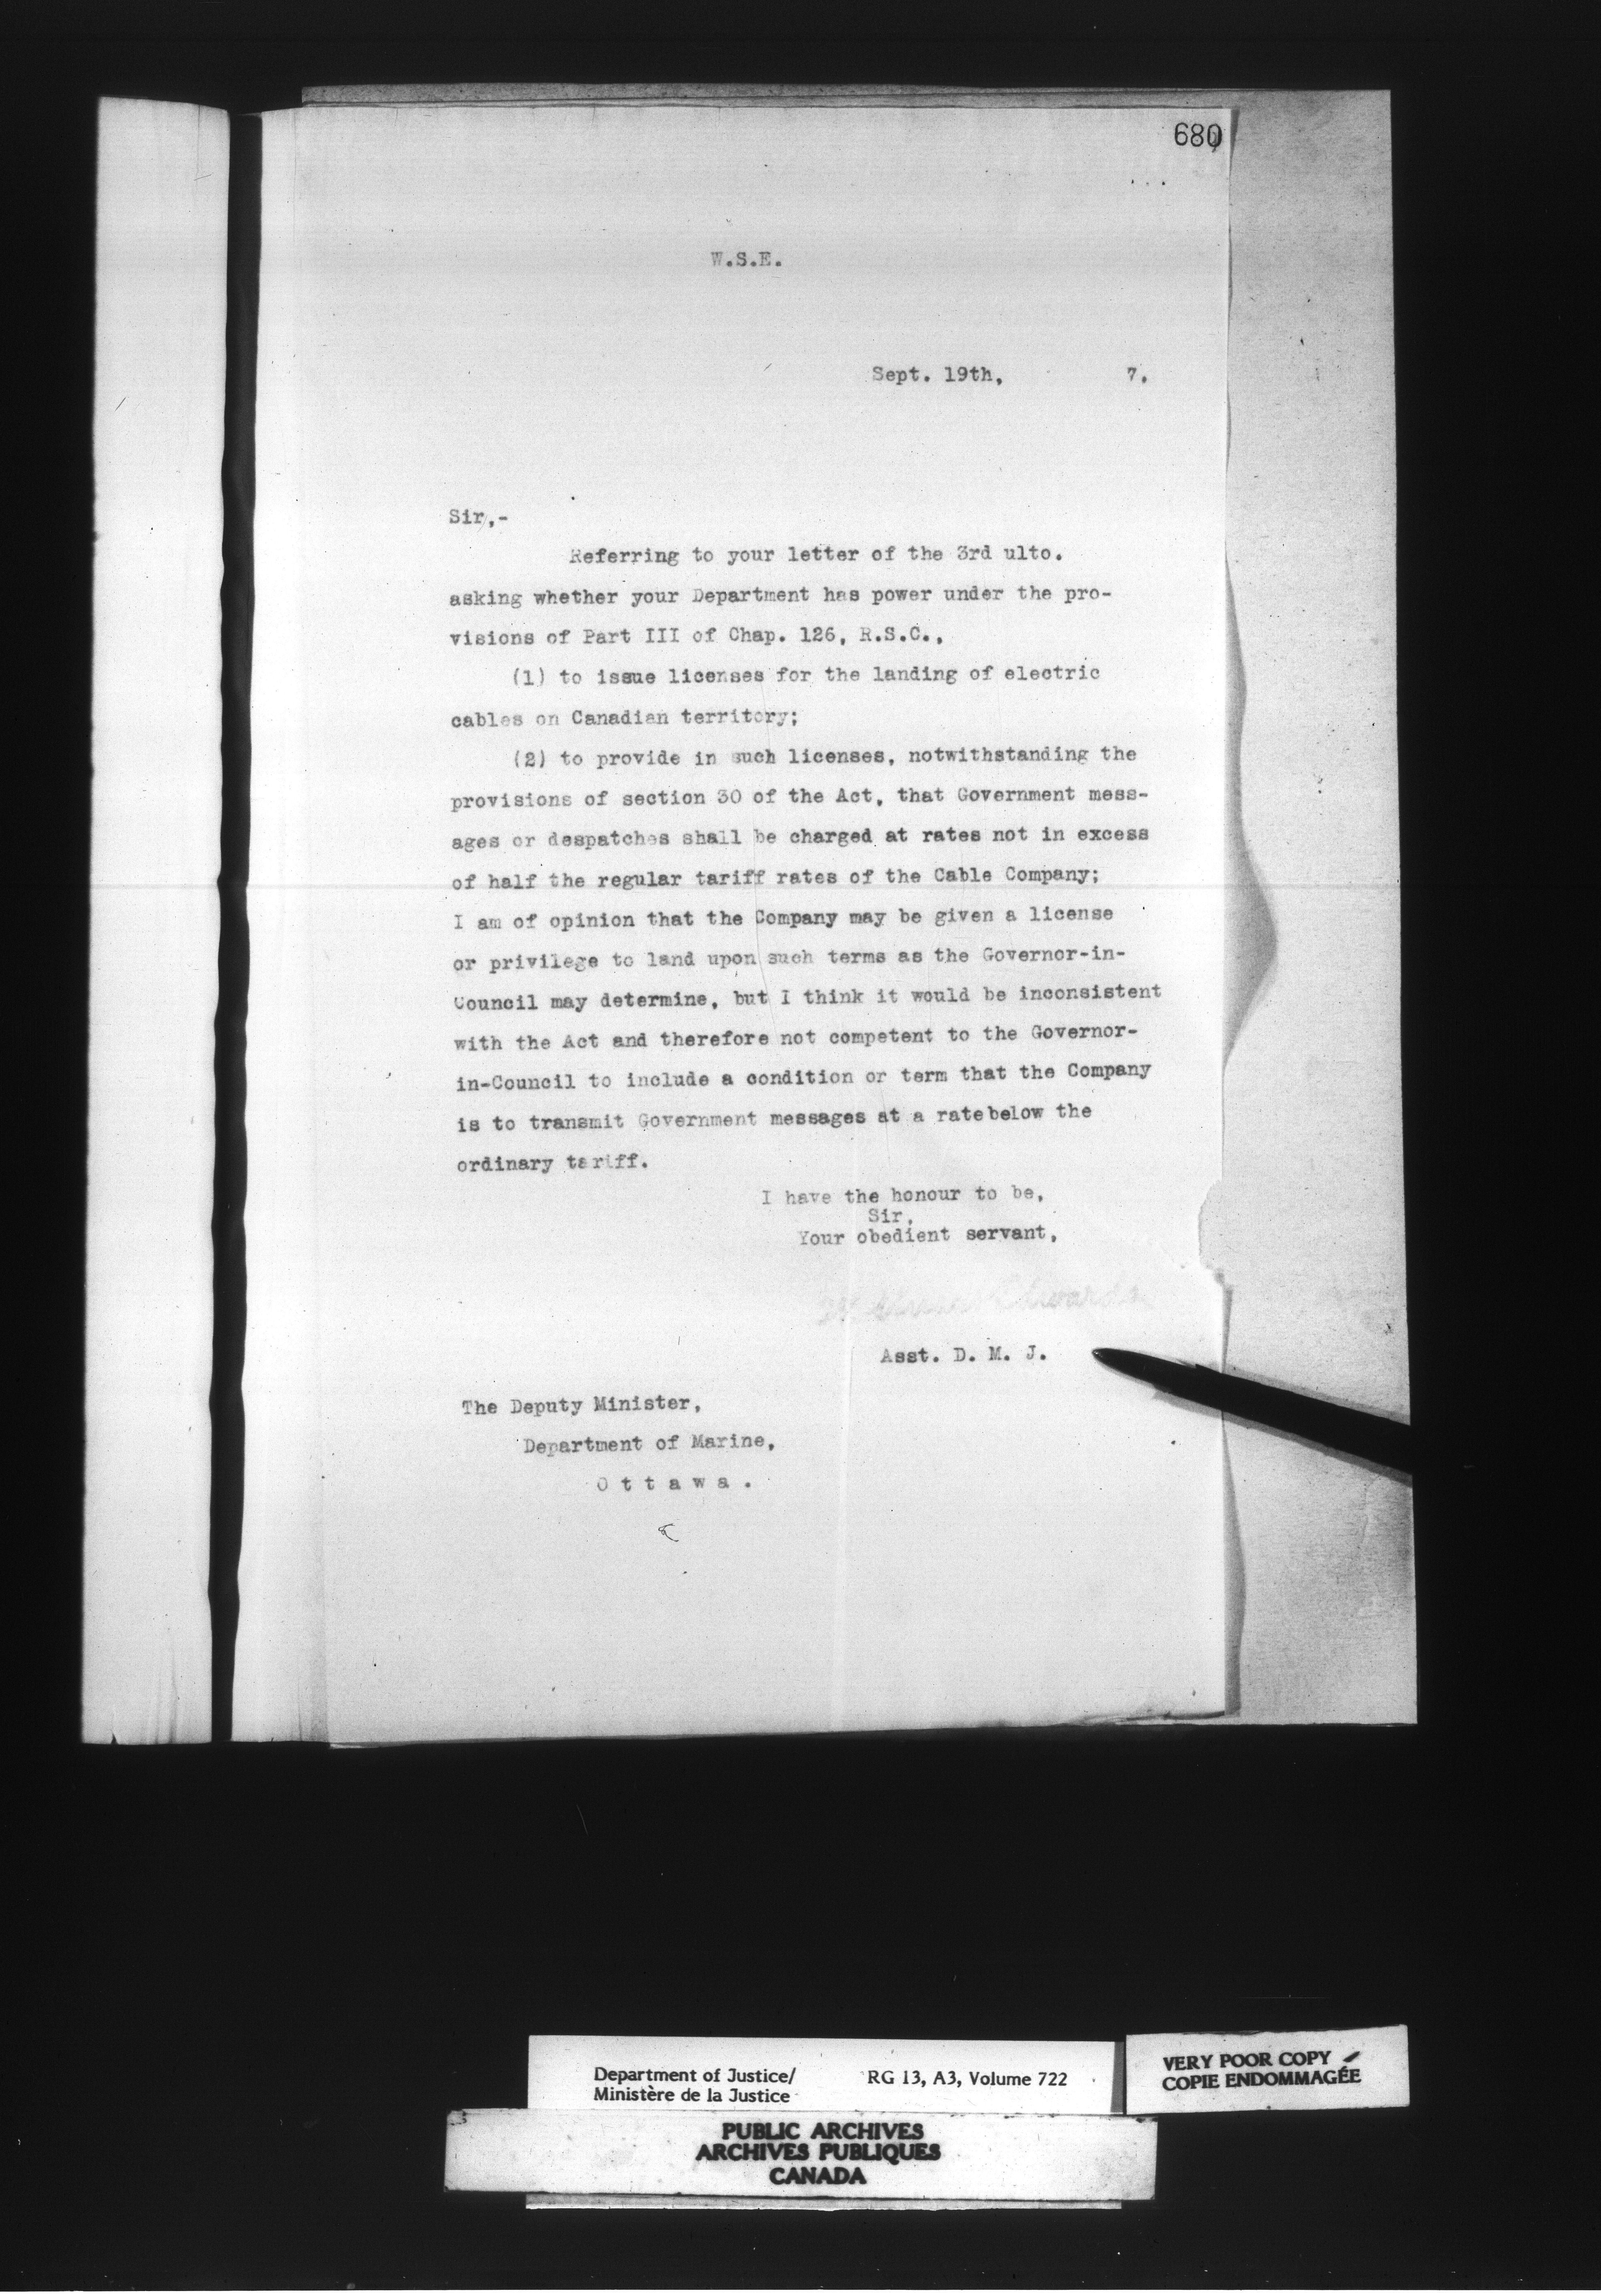 680
W.S.E.
Sept. 19th, 7.
Sir,-
Referring to your letter of the 3rd ulto.
asking whether your Department has power under the pro-
visions of Part III of Chap. 126, R.S.C.,
(1) to issue licenses for the landing of electric
cables on Canadian territory;
(2) to provide in such licenses, notwithstanding the
provisions of section 30 of the Act, that Government mess-
ages or despatches shall be charged at rates not in excess
of half the regular tariff rates of the Cable Company;
I am of opinion that the Company may be given a license
or privilege to land upon such terms as the Governor-in-
Council may determine, but I think it would be inconsistent
with the Act and therefore not competent to the Governor-
in-Council to include a condition or term that the Company
is to transmit Government messages at a rate below the
ordinary tariff.
I have the honour to be,
Sir,
Your obedient servant,
Edwards
Asst. D. M. J.
The Deputy Minister,
Department of Marine,
Ottawa.
Department of Justice/ RG 13, A3, Volume 722
Ministère de la Justice
VERY POOR COPY
COPIE ENDOMMAGÉE
PUBLIC ARCHIVES
ARCHIVES PUBLIQUES
CANADA